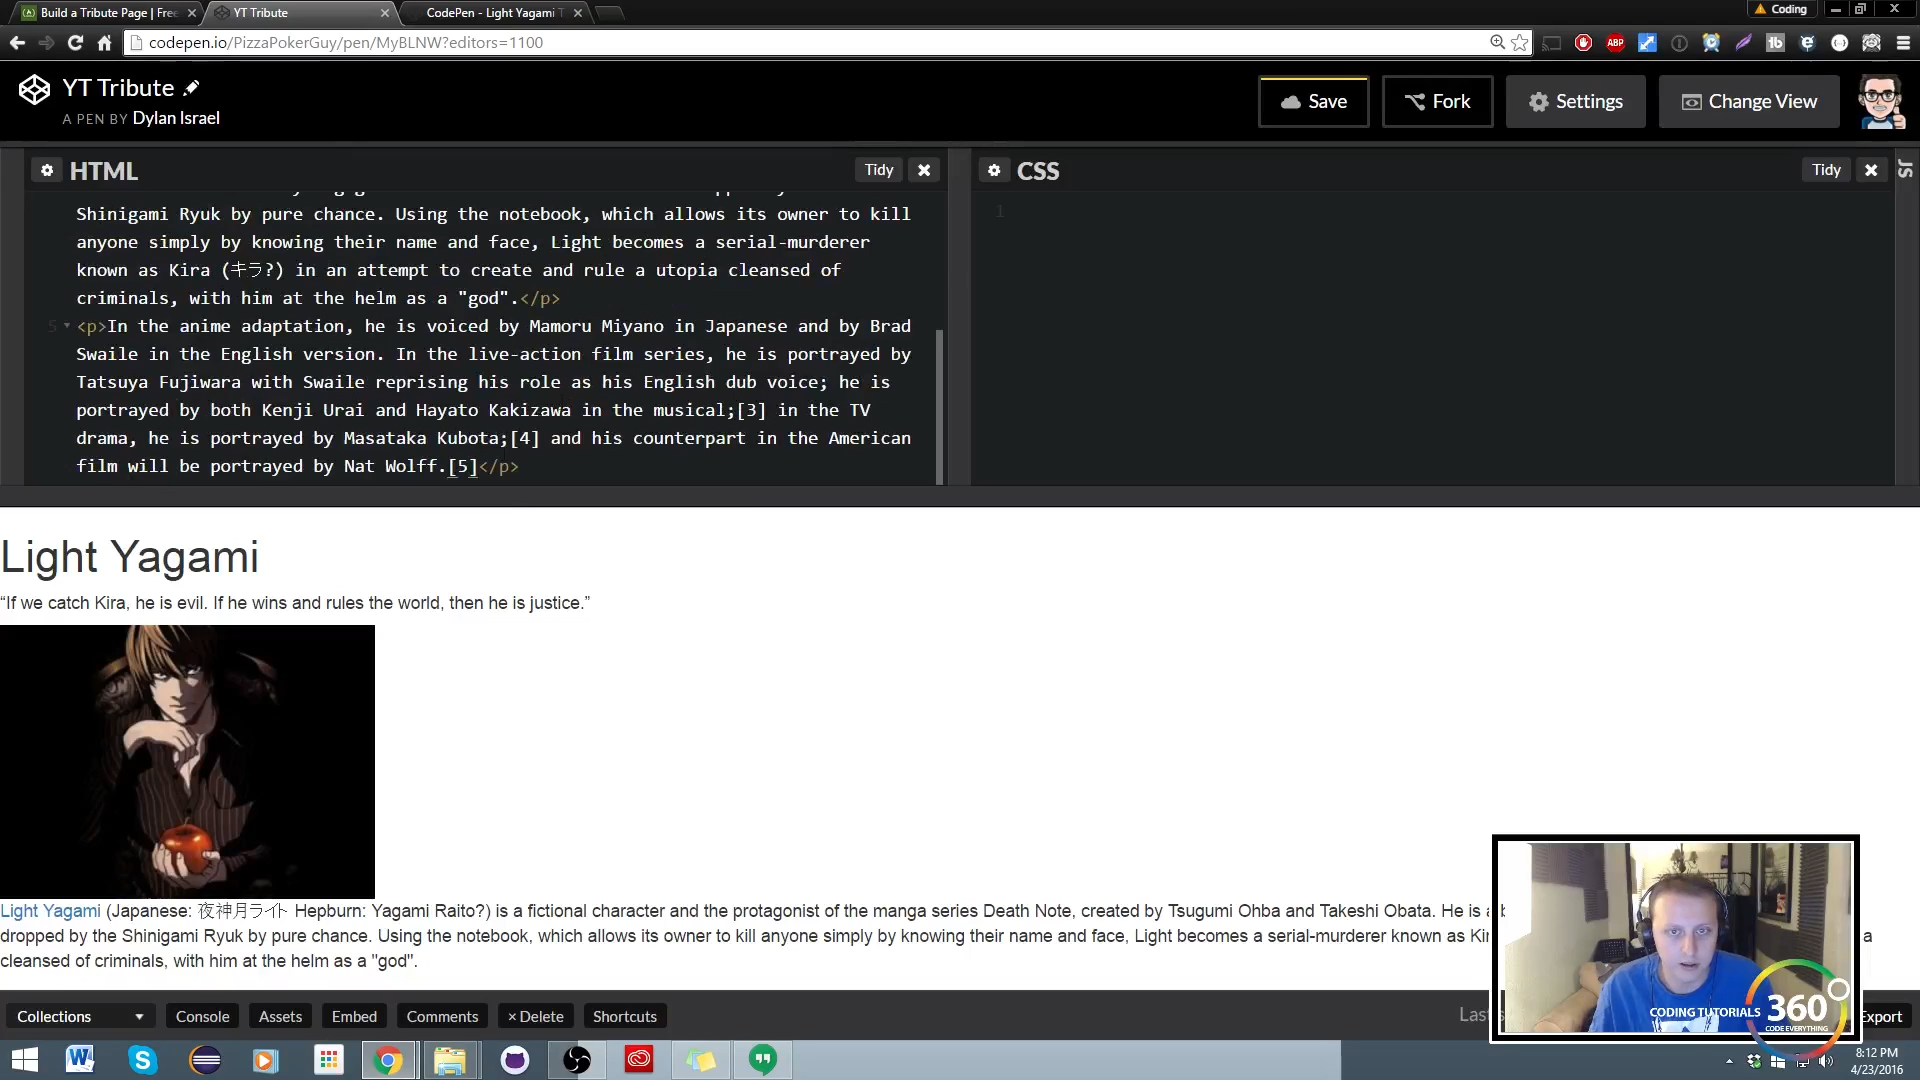 Build a Tribute Page | Free
YT Tribute
CodePen - Light Yagami T
Coding
codepen.io/PizzaPokerGuy/pen/MyBLNW?editors=1100
ABP
YT Tribute
A PEN BY Dylan Israel
Save
Fork
Settings
Change View
HTML
Tidy
CSS
Tidy
JS
Shinigami Ryuk by pure chance. Using the notebook, which allows its owner to kill
anyone simply by knowing their name and face, Light becomes a serial-murderer
known as Kira (キラ?) in an attempt to create and rule a utopia cleansed of
criminals, with him at the helm as a "god".</p>
5 <p>In the anime adaptation, he is voiced by Mamoru Miyano in Japanese and by Brad
Swaile in the English version. In the live-action film series, he is portrayed by
Tatsuya Fujiwara with Swaile reprising his role as his English dub voice; he is
portrayed by both Kenji Urai and Hayato Kakizawa in the musical;[3] in the TV
drama, he is portrayed by Masataka Kubota;[4] and his counterpart in the American
film will be portrayed by Nat Wolff.[5]</p>
1
Light Yagami
“If we catch Kira, he is evil. If he wins and rules the world, then he is justice.”
Light Yagami (Japanese: 夜神月ライト Hepburn: Yagami Raito?) is a fictional character and the protagonist of the manga series Death Note, created by Tsugumi Ohba and Takeshi Obata. He is a b
dropped by the Shinigami Ryuk by pure chance. Using the notebook, which allows its owner to kill anyone simply by knowing their name and face, Light becomes a serial-murderer known as Kir a
cleansed of criminals, with him at the helm as a "god".
CODING TUTORIALS 360
CODE EVERYTHING
Collections
Console
Assets
Embed
Comments
× Delete
Shortcuts
Last s
Export
8:12 PM
4/23/2016